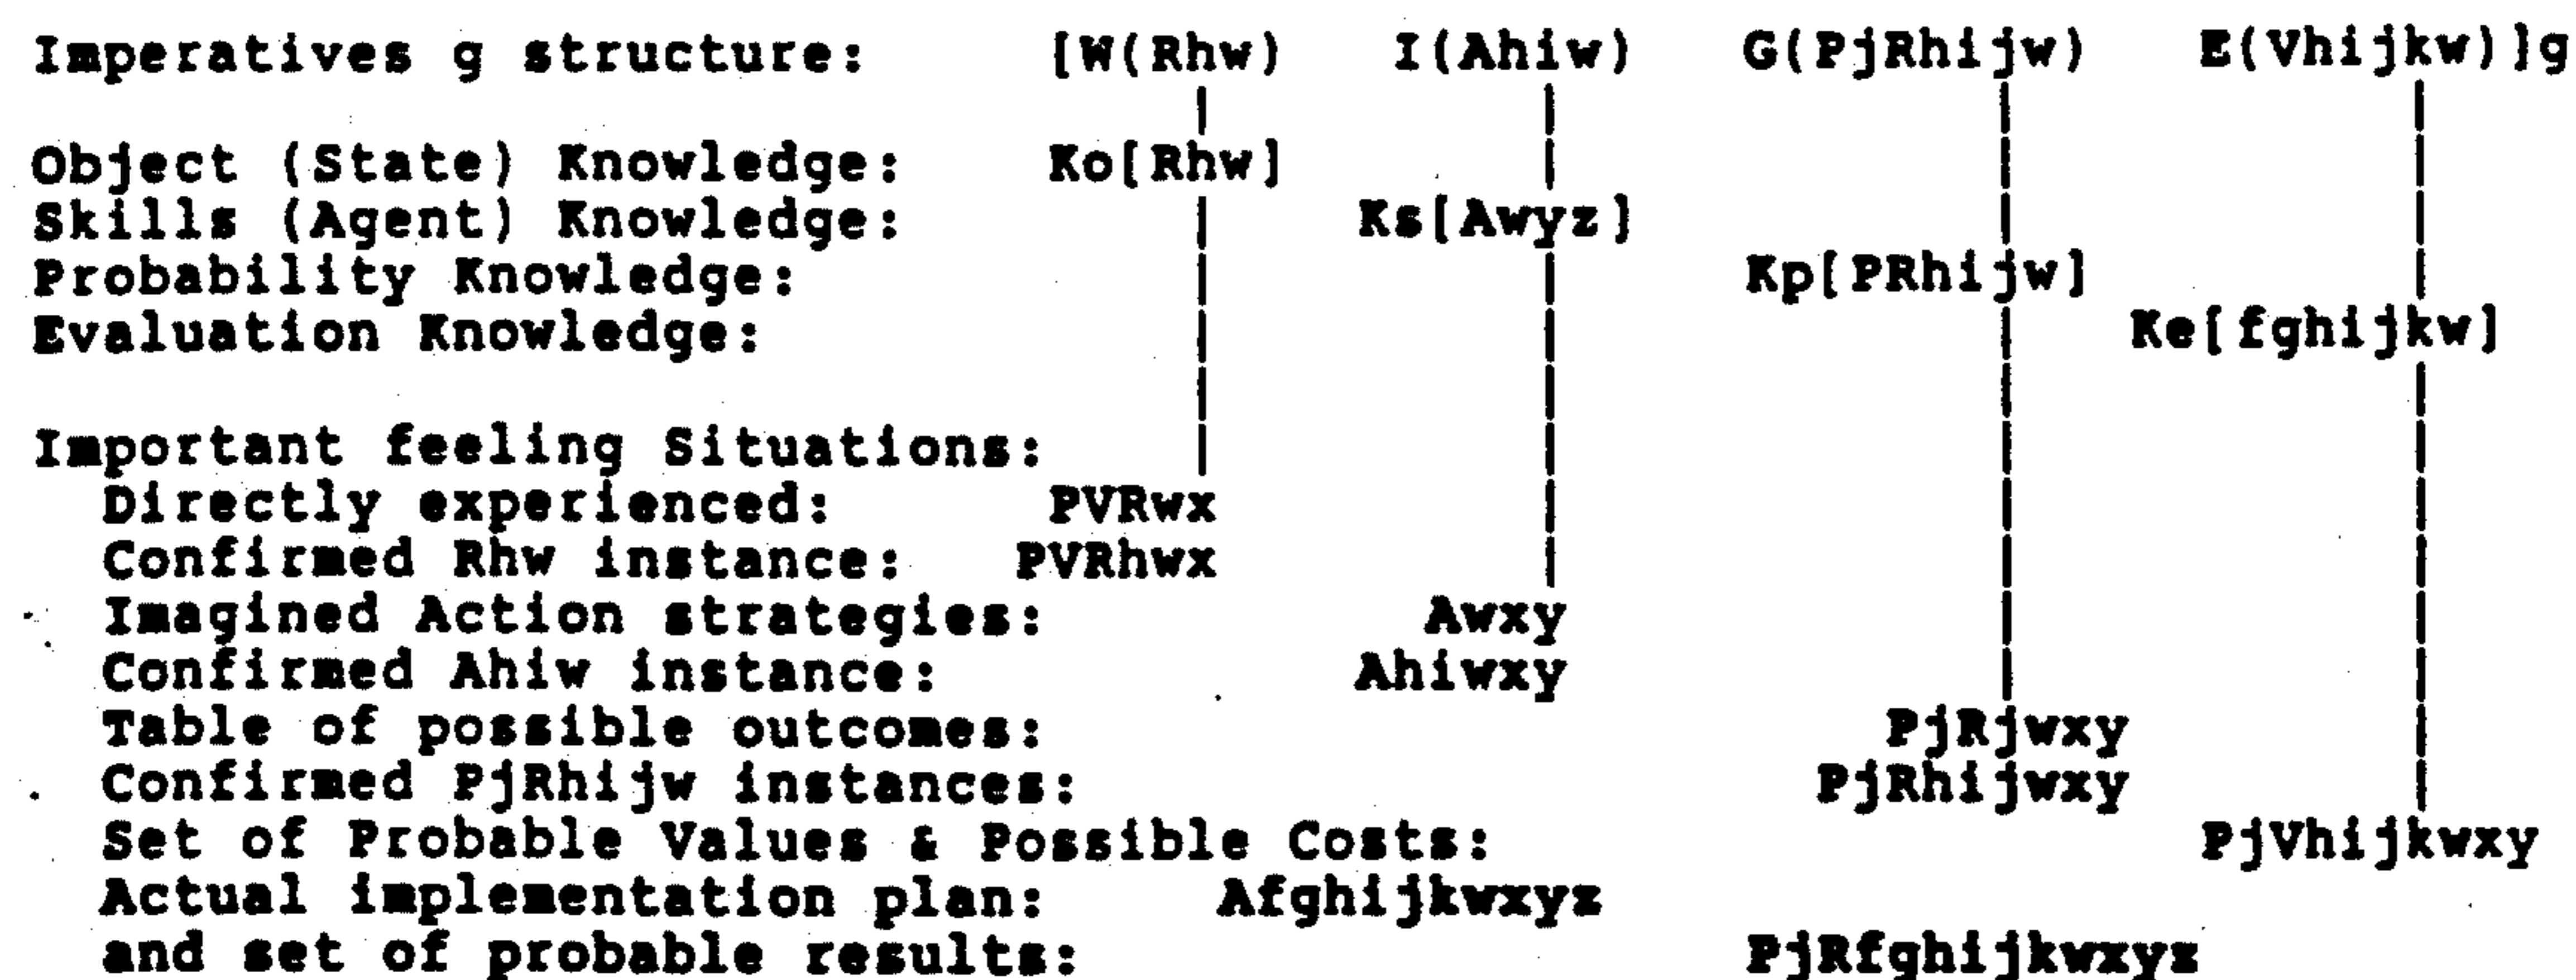 Imperatives g structure: [W(Rhw) I(Ahiw) G(PjRhijw) E(Vhijkw)]g
Object (State) Knowledge: Ko[Rhw]
Skills (Agent) Knowledge: Ks[Awyz]
Probability Knowledge: Kp[PRhijw]
Evaluation Knowledge: Ke[fghijkw]
Important feeling Situations:
Directly experienced: PVRwx
Confirmed Rhw instance: PVRhwx
Imagined Action strategies: Awxy
Confirmed Ahiw instance: Ahiwxy
Table of possible outcomes: PjRjwxy
Confirmed PjRhijw instances: PjRhijwxy
Set of Probable Values & Possible Costs: PjVhijkwxy
Actual implementation plan: Afghijkwxyz
and set of probable results: PjRfghijkwxyz